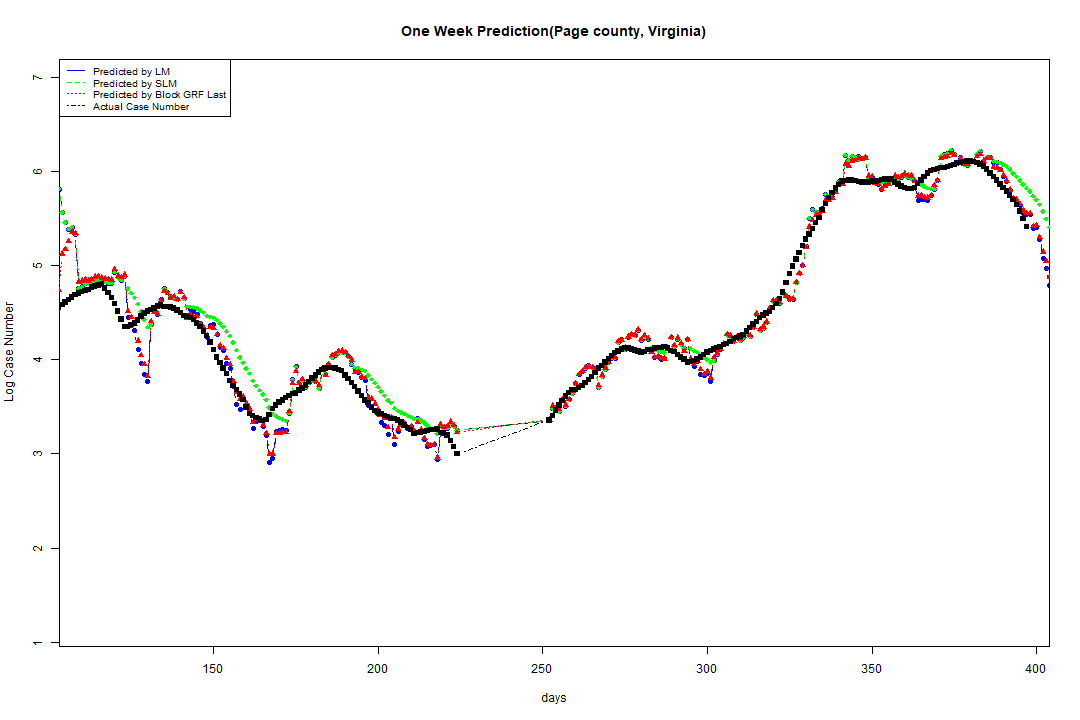 One Week Prediction(Page county, Virginia)
Predicted by LM
Predicted by SLM
Predicted by Block GRF Last
Actual Case Number
7
6
5
4
3
2
1
Log Case Number
150
200
250
300
350
400
days